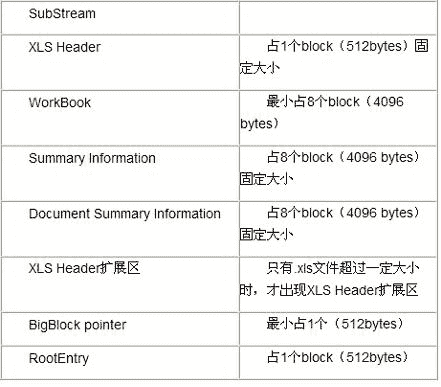 SubStream
XLS Header
占1个block（512bytes）固
定大小
WorkBook
最小占8个block（4096
bytes）
Summary Information
占8个block（4096 bytes）
固定大小
Document Summary Information
占8个block（4096 bytes）
固定大小
XLS Header扩展区
只有.xls文件超过一定大小
时，才出现XLS Header扩展区
BigBlock pointer
最小占1个（512bytes）
RootEntry
占1个block（512bytes）